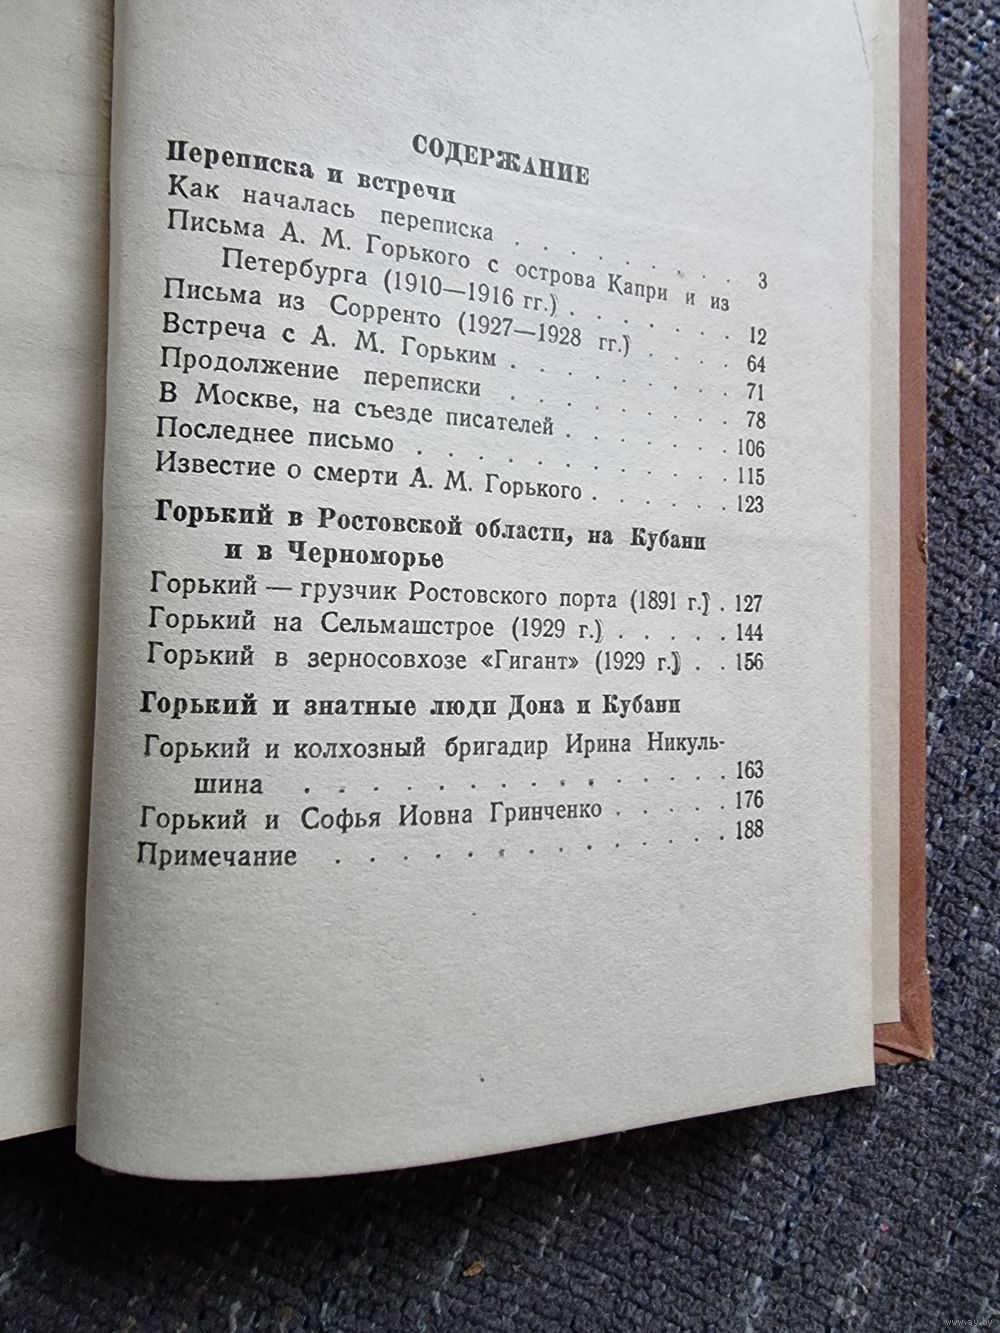 СОДЕРЖАНИЕ
Переписка и встречи
Как началась переписка . . . . . . . . 3
Письма А. М. Горького с острова Капри и из
Петербурга (1910—1916 гг.) . . . . . . 12
Письма из Сорренто (1927—1928 гг.) . . . . 64
Встреча с А. М. Горьким . . . . . . . . 71
Продолжение переписки . . . . . . . . 78
В Москве, на съезде писателей . . . . . . 106
Последнее письмо . . . . . . . . . . 115
Известие о смерти А. М. Горького . . . . . . 123
Горький в Ростовской области, на Кубани
и в Черноморье
Горький — грузчик Ростовского порта (1891 г.) . 127
Горький на Сельмашстрое (1929 г.) . . . . . 144
Горький в зерносовхозе «Гигант» (1929 г.) . . 156
Горький и знатные люди Дона и Кубани
Горький и колхозный бригадир Ирина Никуль-
шина . . . . . . . . . . . . . 163
Горький и Софья Иовна Гринченко . . . . . 176
Примечание . . . . . . . . . . . . 188
www.ay.by